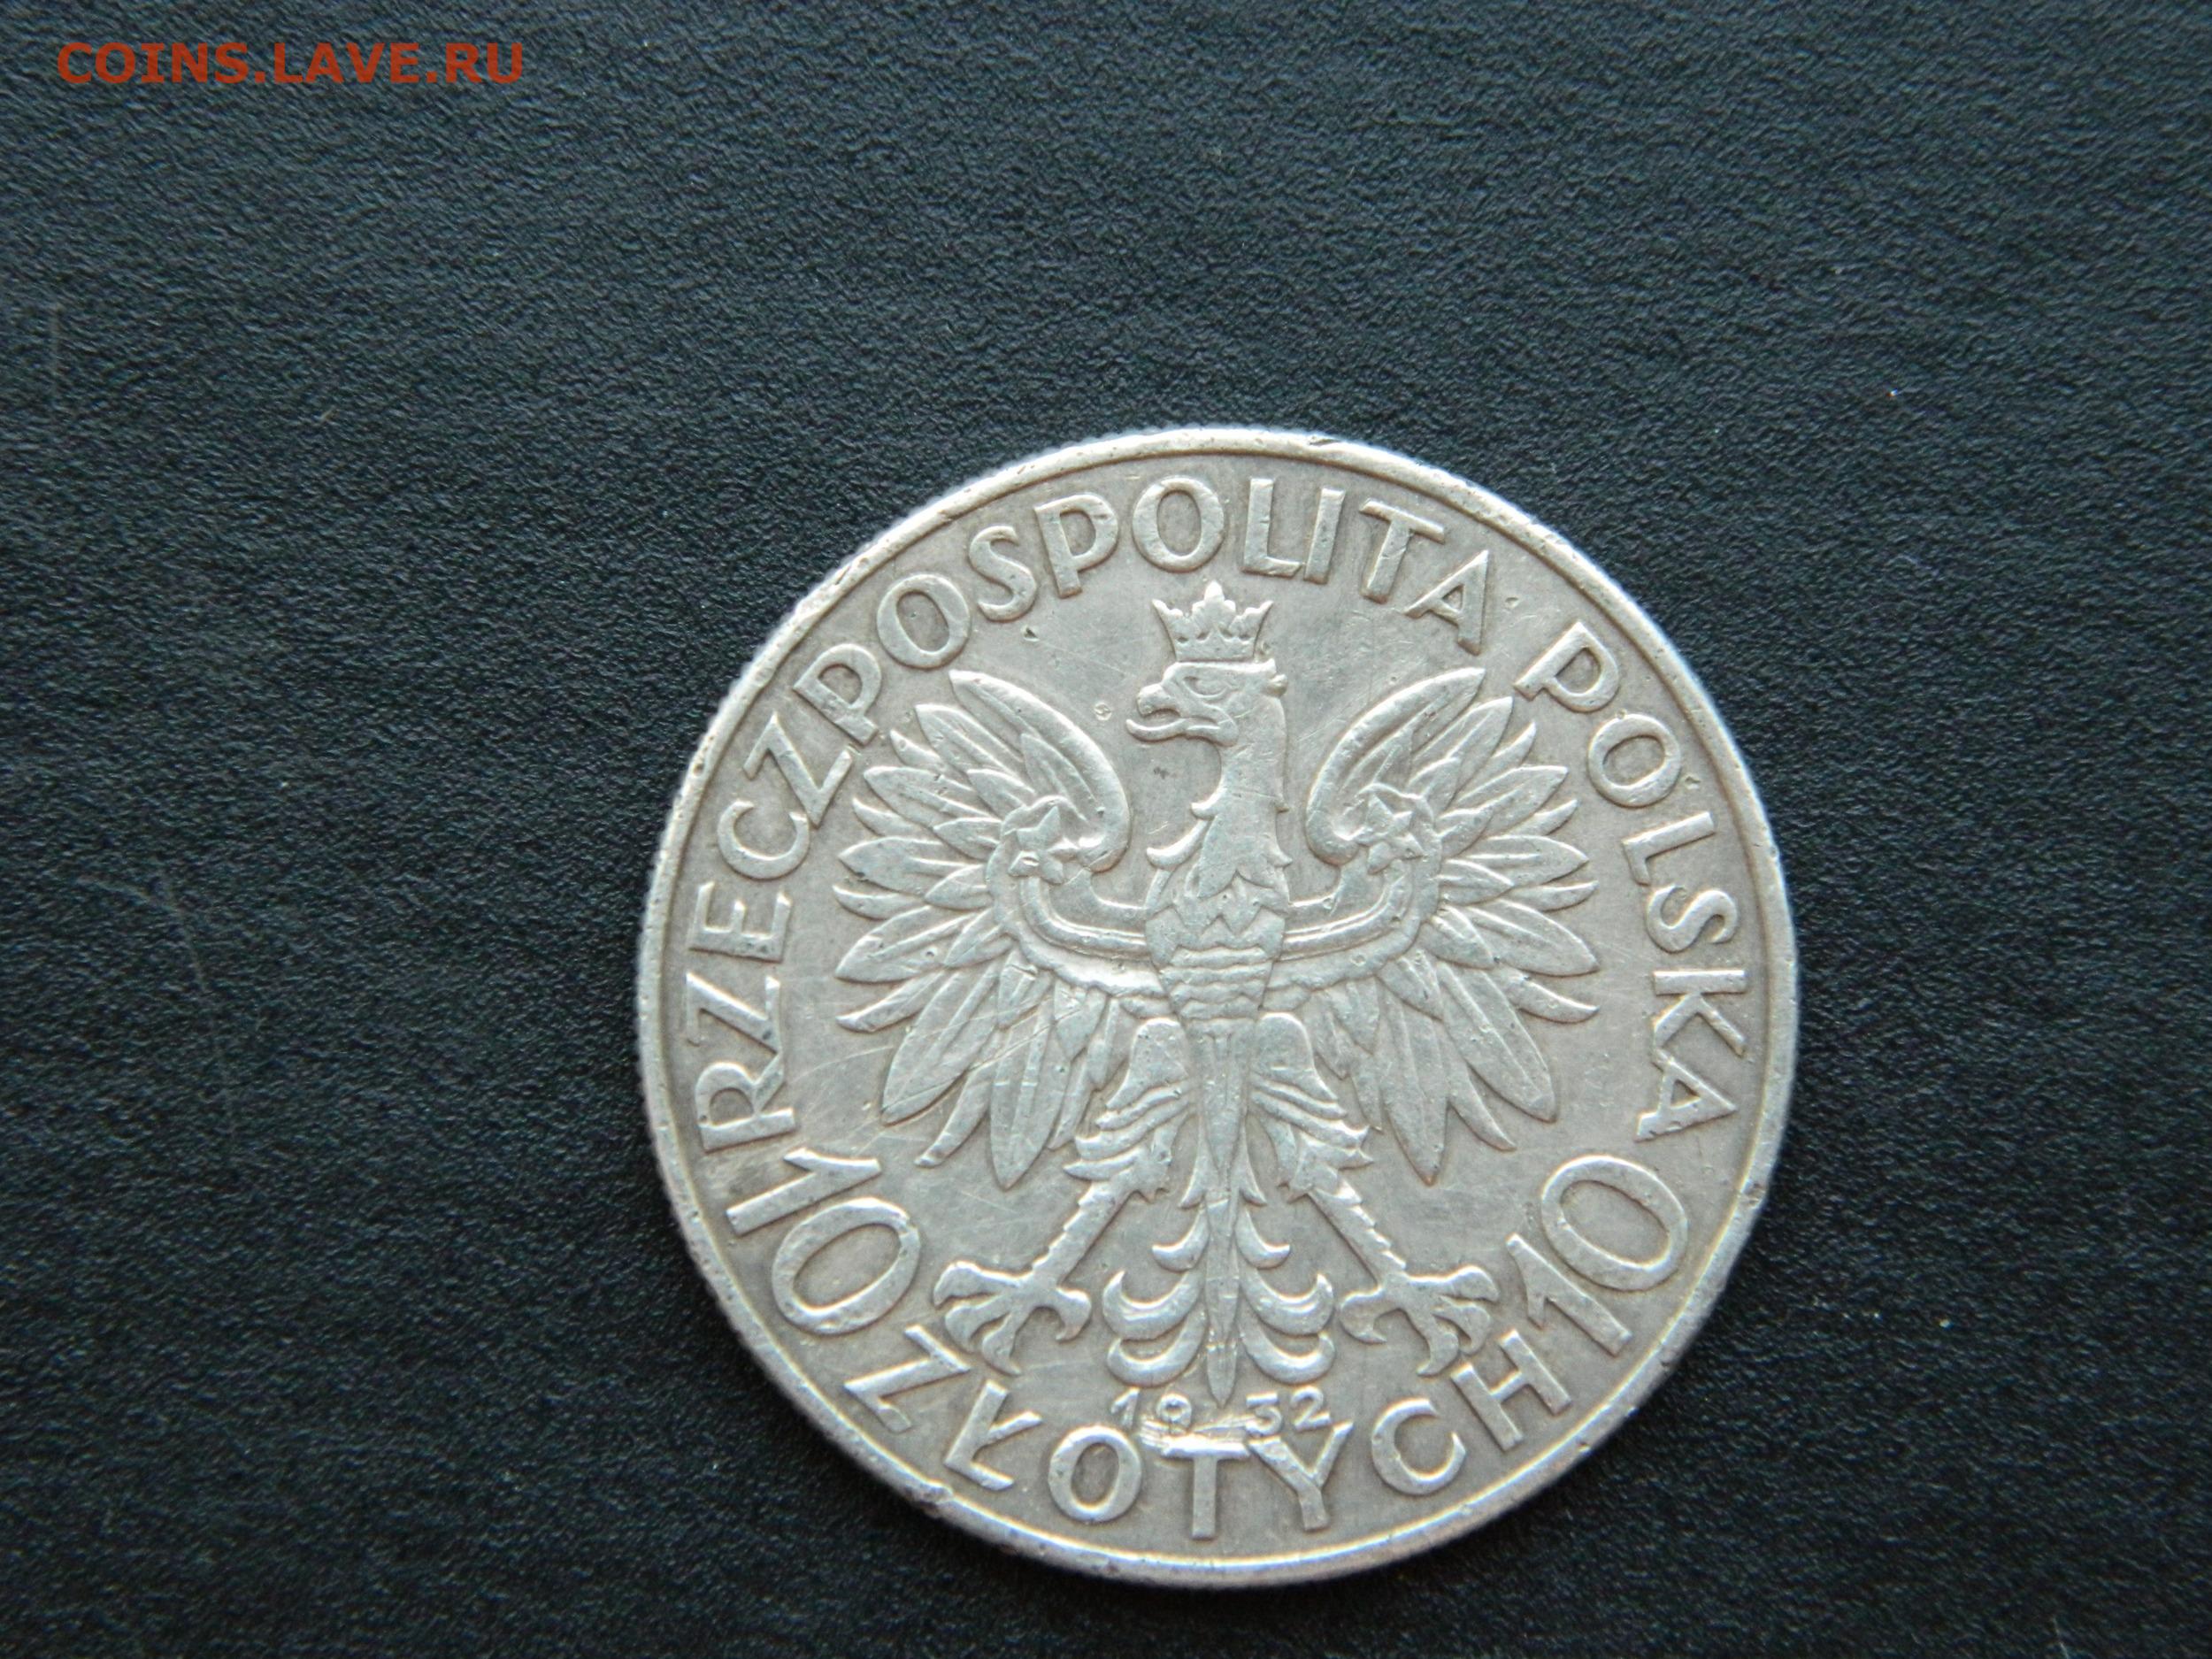 COINS.LAVE.RU
RZECZPOSPOLITA POLSKA
1932
10 ZŁOTYCH 10